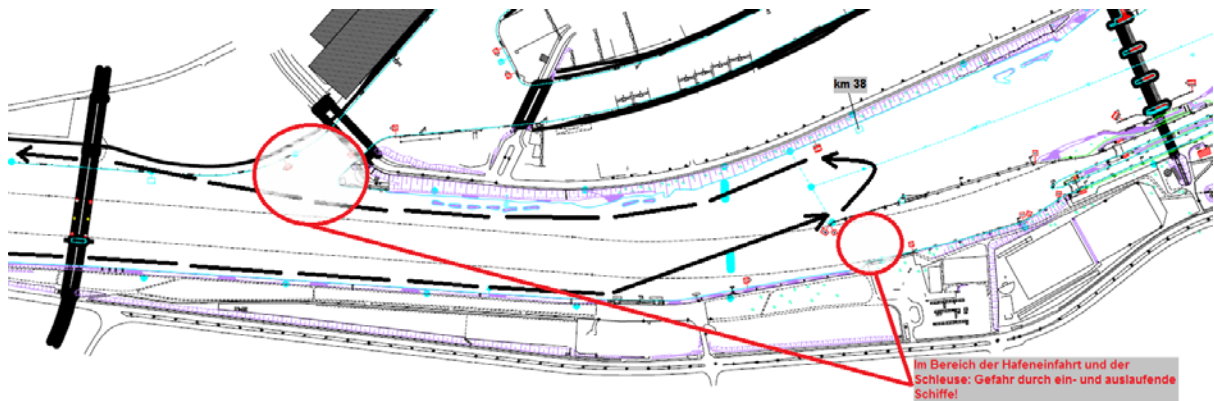 km 38
Im Bereich der Hafeneinfahrt und der
Schleuse: Gefahr durch ein- und auslaufende
Schiffe!